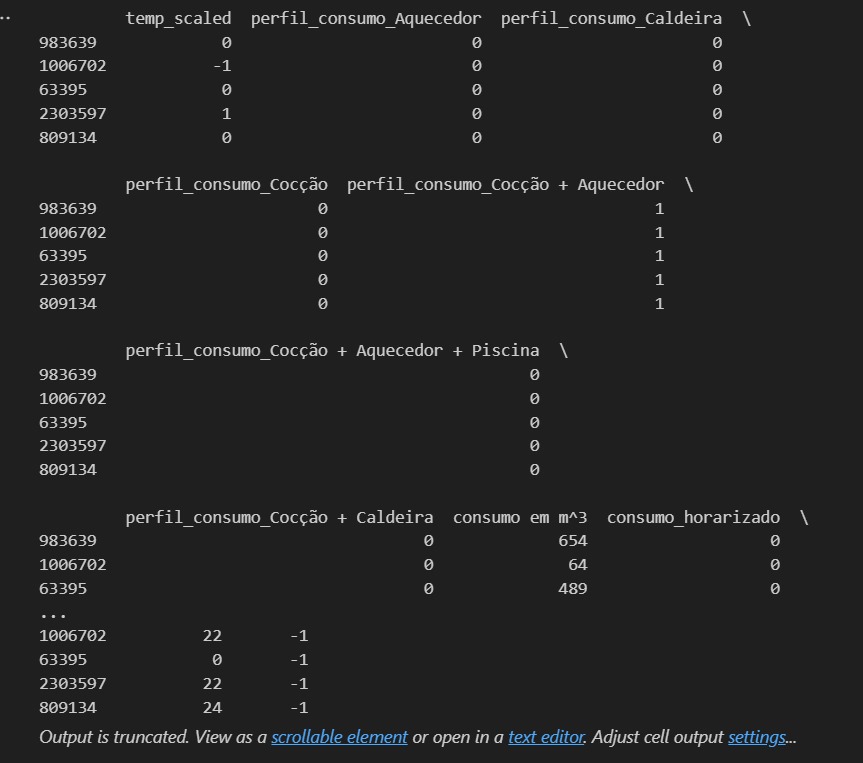 ..
temp_scaled perfil_consumo_Aquecedor perfil_consumo_Caldeira \
983639 0 0 0
1006702 -1 0 0
63395 0 0 0
2303597 1 0 0
809134 0 0 0
perfil_consumo_Cocção perfil_consumo_Cocção + Aquecedor \
983639 0 1
1006702 0 1
63395 0 1
2303597 0 1
809134 0 1
perfil_consumo_Cocção + Aquecedor + Piscina \
983639 0
1006702 0
63395 0
2303597 0
809134 0
perfil_consumo_Cocção + Caldeira consumo em m^3 consumo_horarizado \
983639 0 654 0
1006702 0 64 0
63395 0 489 0
...
1006702 22 -1
63395 0 -1
2303597 22 -1
809134 24 -1
Output is truncated. View as a scrollable element or open in a text editor. Adjust cell output settings...